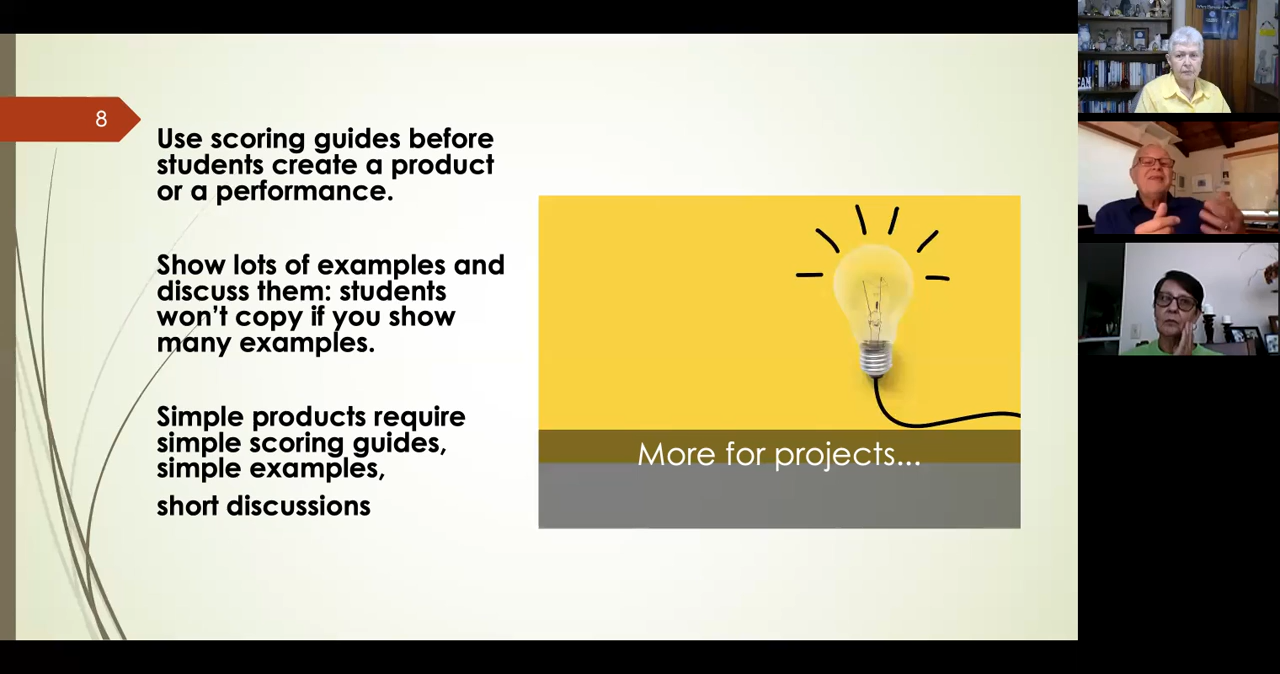 8
Use scoring guides before
students create a product
or a performance.
Show lots of examples and
discuss them: students
won’t copy if you show
many examples.
Simple products require
simple scoring guides,
simple examples,
short discussions
More for projects...